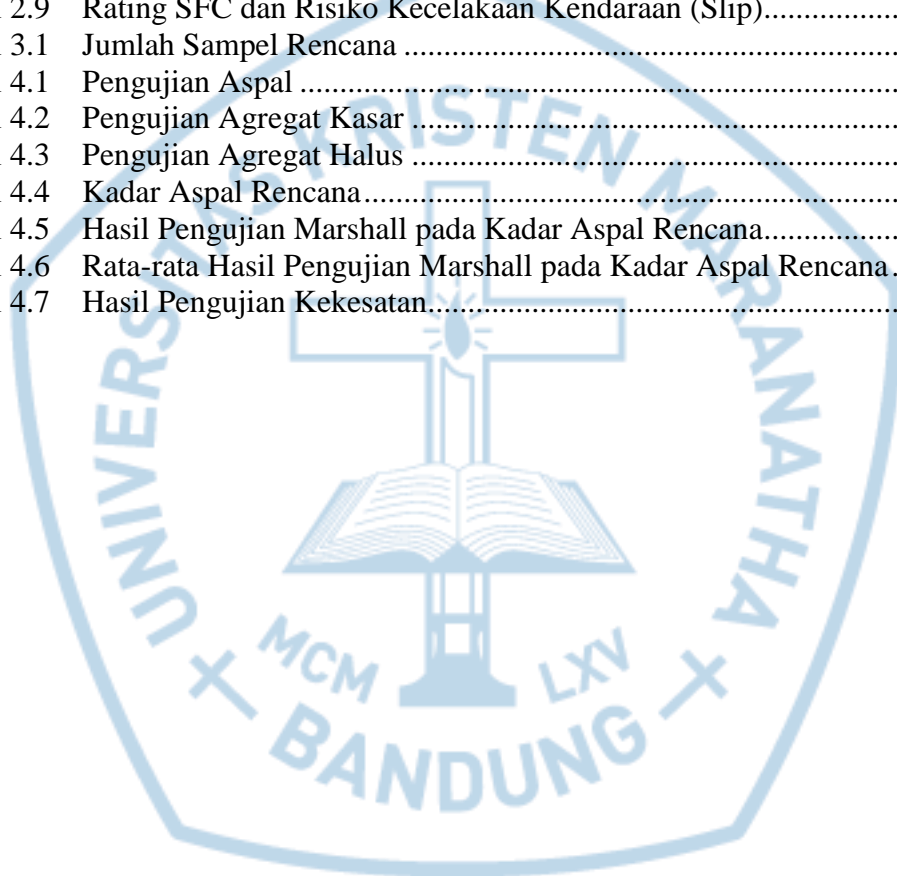 l 2.9 Rating SFC dan Risiko Kecelakaan Kendaraan (Slip)....................
l 3.1 Jumlah Sampel Rencana ....................................................................
l 4.1 Pengujian Aspal ..................................................................................
l 4.2 Pengujian Agregat Kasar ...................................................................
l 4.3 Pengujian Agregat Halus ...................................................................
l 4.4 Kadar Aspal Rencana.........................................................................
l 4.5 Hasil Pengujian Marshall pada Kadar Aspal Rencana....................
l 4.6 Rata-rata Hasil Pengujian Marshall pada Kadar Aspal Rencana..
l 4.7 Hasil Pengujian Kekesatan................................................................
UNIVERSITAS KRISTEN MARANATHA
MCM LXV
BANDUNG